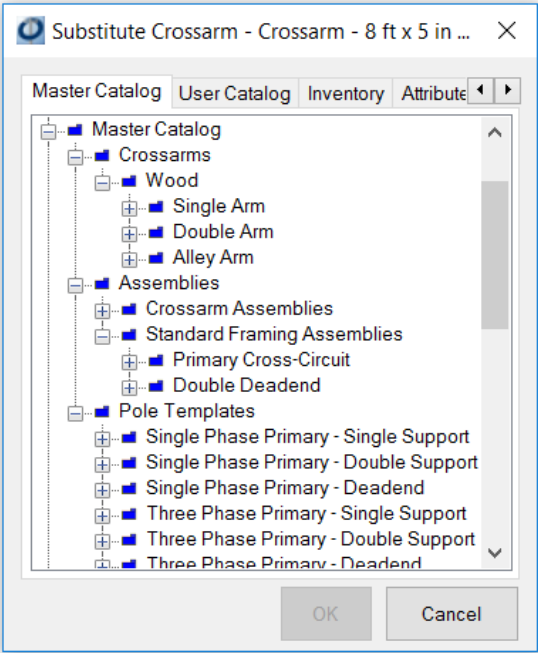 Substitute Crossarm - Crossarm - 8 ft x 5 in ...
Master Catalog User Catalog Inventory Attribute
Master Catalog
Crossarms
Wood
Single Arm
Double Arm
Alley Arm
Assemblies
Crossarm Assemblies
Standard Framing Assemblies
Primary Cross-Circuit
Double Deadend
Pole Templates
Single Phase Primary - Single Support
Single Phase Primary - Double Support
Single Phase Primary - Deadend
Three Phase Primary - Single Support
Three Phase Primary - Double Support
Three Phase Primary - Deadend
OK Cancel